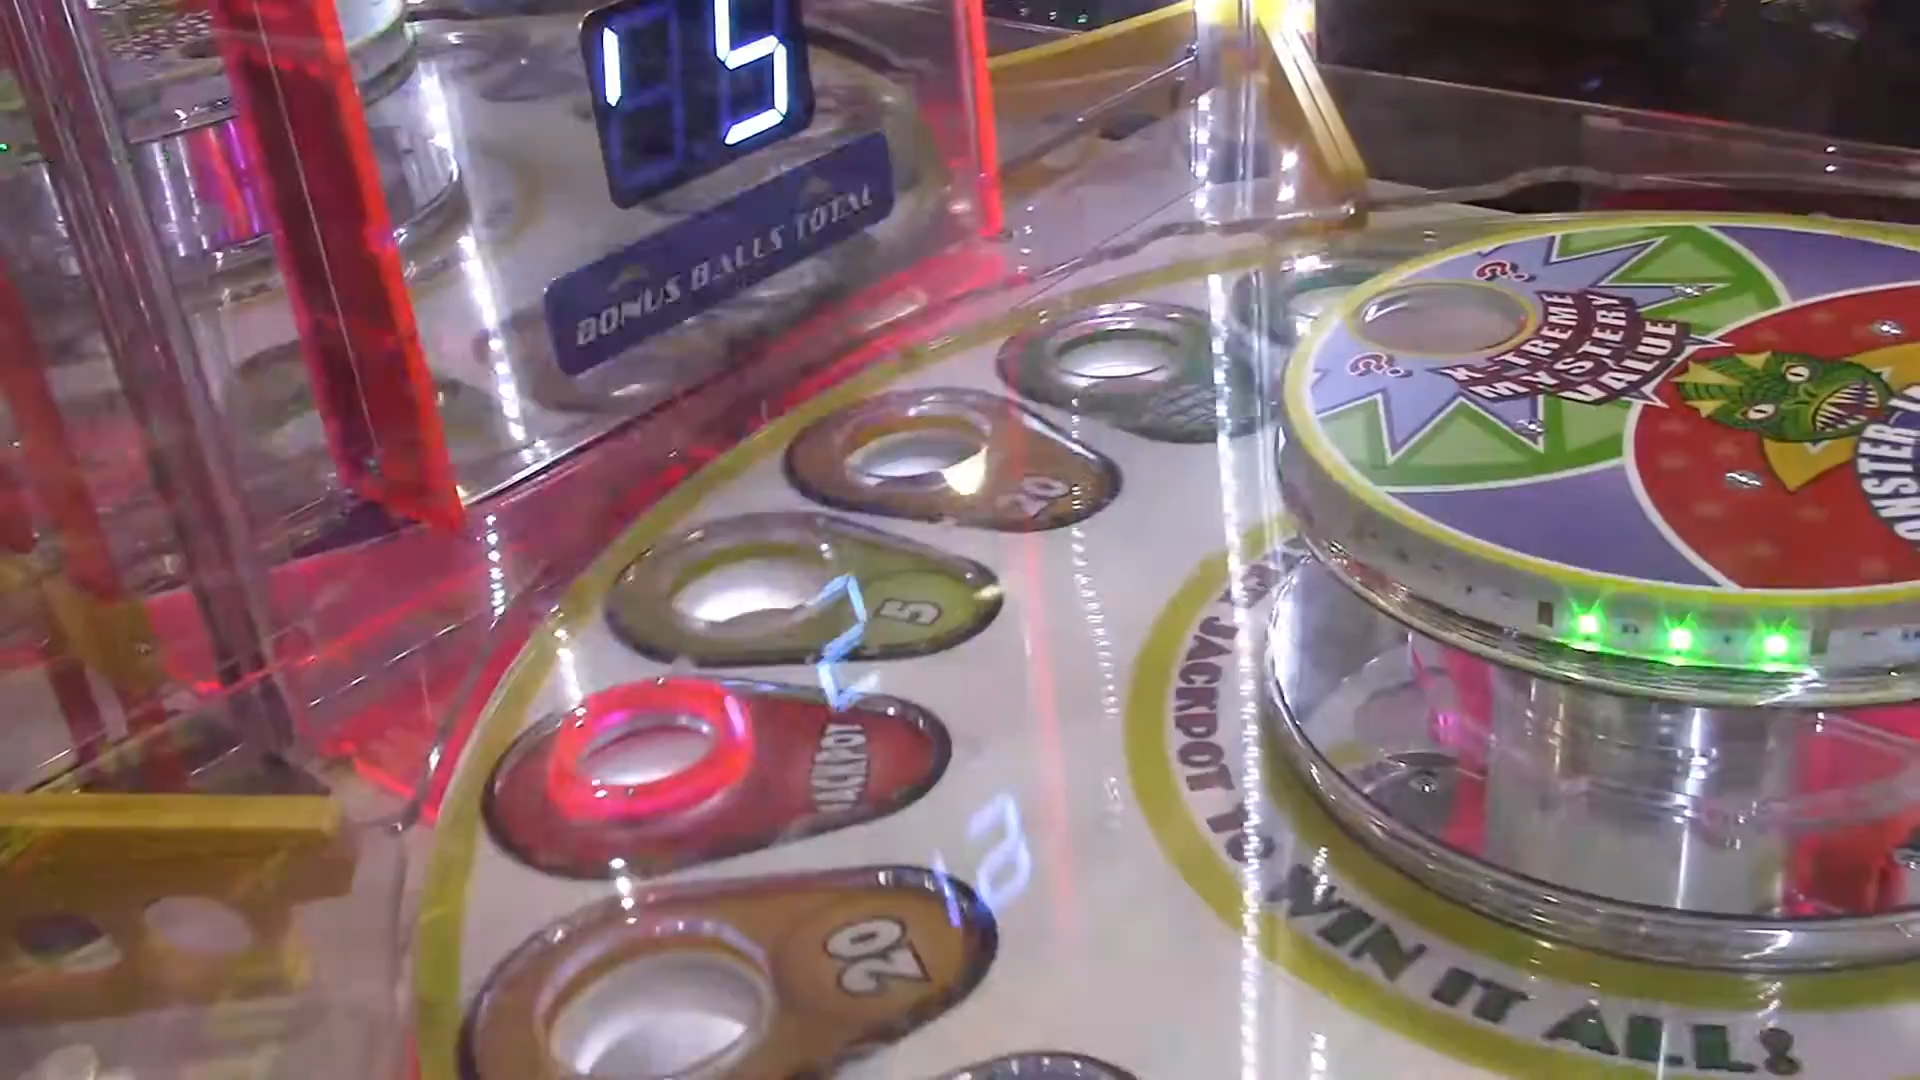 15
BONUS BALLS TOTAL
X-TREME
MYSTERY
VALUE
20
5
JACKPOT
20
JACKPOT TO WIN IT ALL!